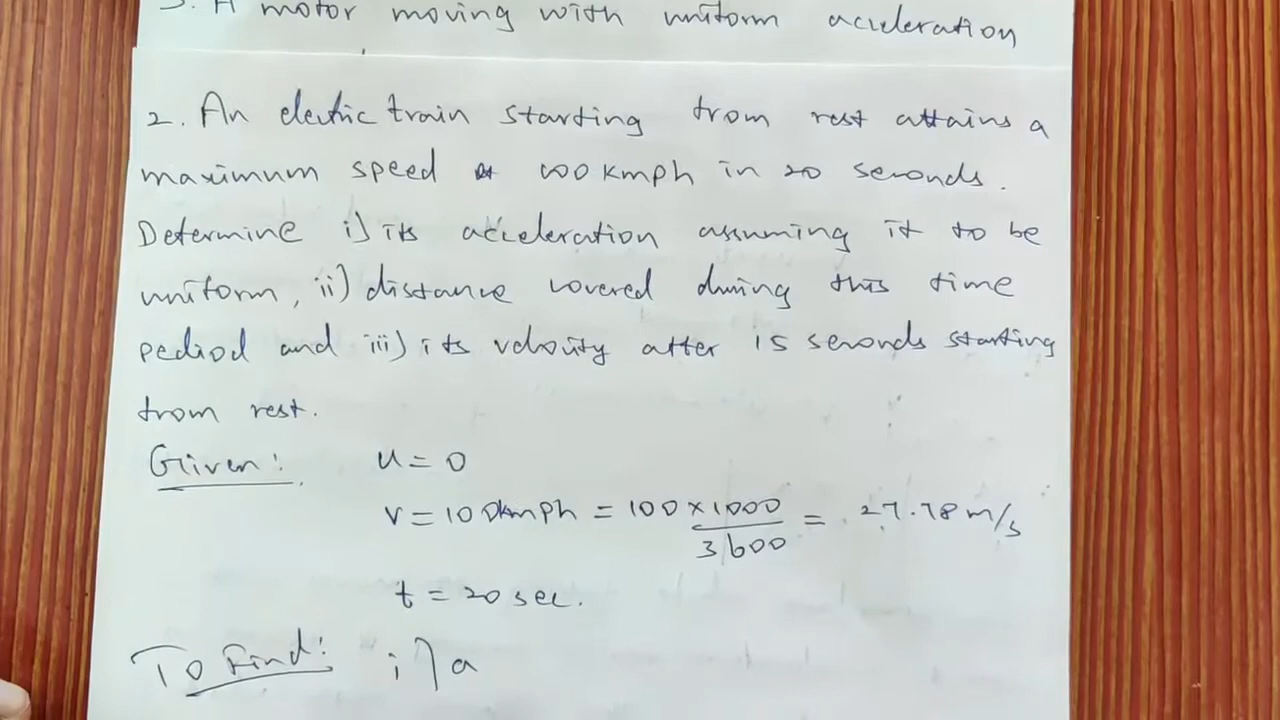 3. A motor moving with uniform acceleration
2. An electric train starting from rest attains a
maximum speed of 100 kmph in 20 seconds.
Determine i) its acceleration assuming it to be
uniform, ii) distance covered during this time
pediod and iii) its velocity after 15 seconds starting
from rest.
Given: u = 0
v = 100kmph = 100 x 1000 / 3600 = 27.78 m/s
t = 20 sec.
To Find: i) a